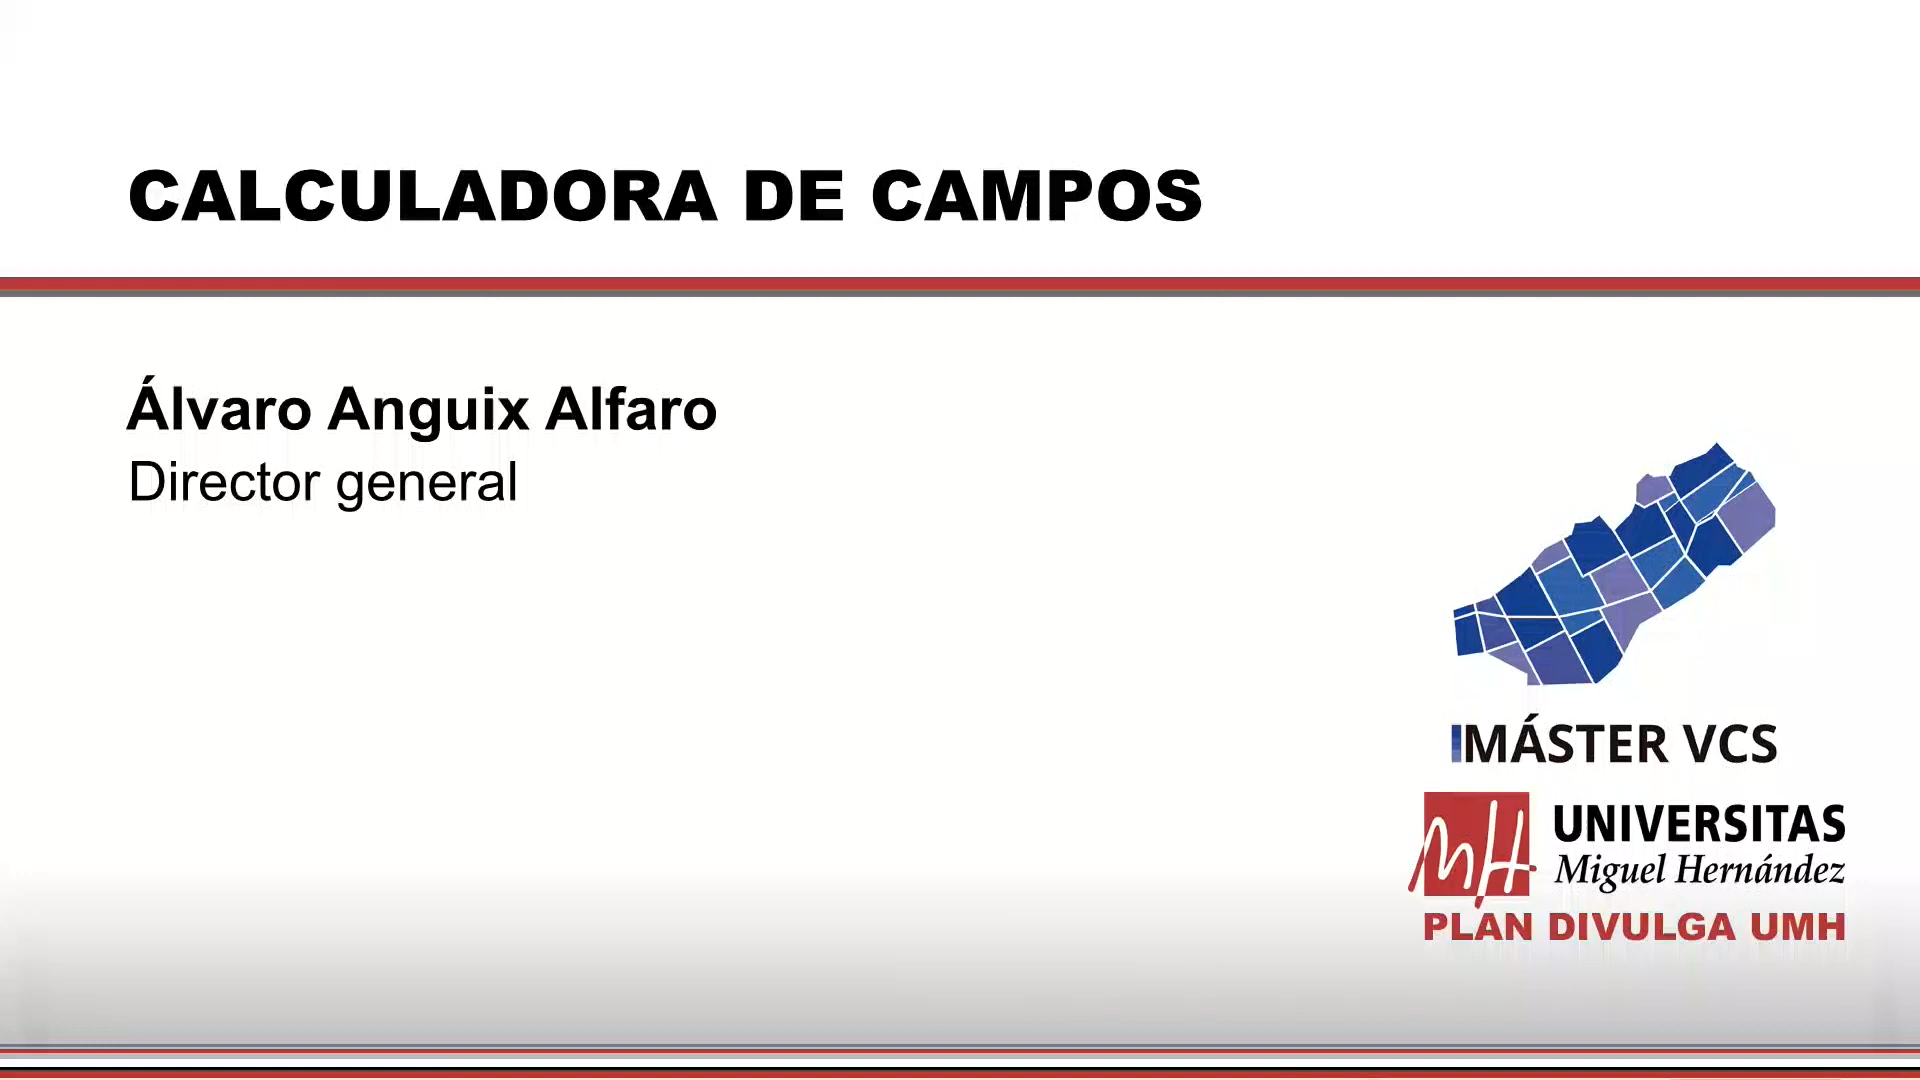 CALCULADORA DE CAMPOS
Álvaro Anguix Alfaro
Director general
MÁSTER VCS
UNIVERSITAS
Miguel Hernández
PLAN DIVULGA UMH